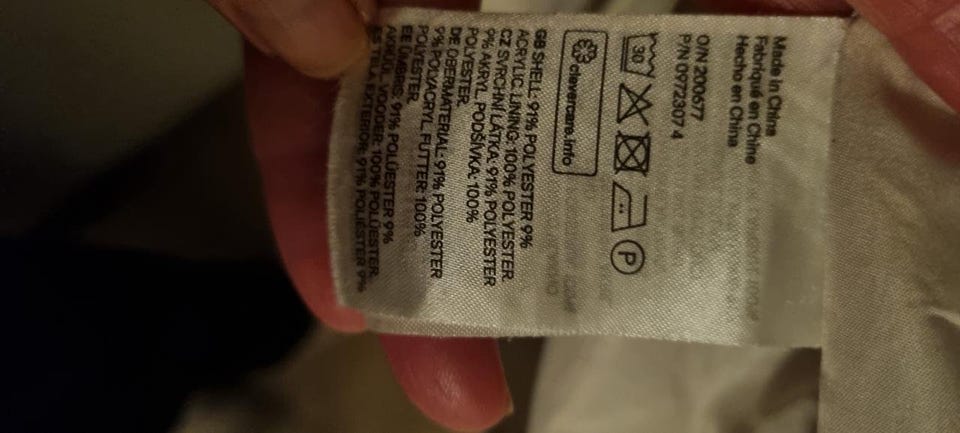 Made in China
Fabriqué en Chine
Hecho en China
O/N 200677
P/N 0972307 4
30
P
clevercare.info
GB SHELL: 91% POLYESTER 9%
ACRYLIC. LINING: 100% POLYESTER.
CZ SVRCHNÍ LÁTKA: 91% POLYESTER
9% AKRYL. PODŠÍVKA: 100%
POLYESTER.
DE OBERMATERIAL: 91% POLYESTER
9% POLYACRYL. FUTTER: 100%
POLYESTER.
EE ÜMBRIS: 91% POLÜESTER 9%
AKRÜÜL. VOODER: 100% POLÜESTER.
ES TELA EXTERIOR: 91% POLIÉSTER 9%